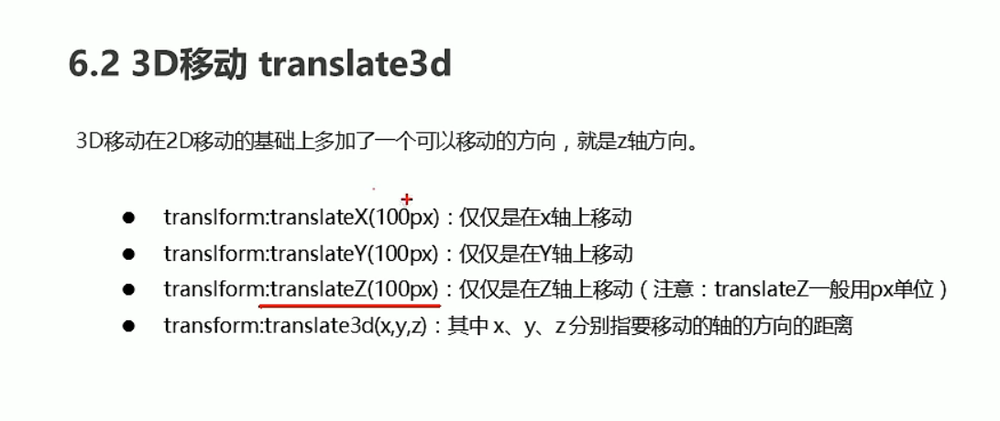 6.2 3D移动 translate3d
3D移动在2D移动的基础上多加了一个可以移动的方向，就是z轴方向。
● translform:translateX(100px)：仅仅是在x轴上移动
● translform:translateY(100px)：仅仅是在Y轴上移动
● translform:translateZ(100px)：仅仅是在Z轴上移动（注意：translateZ一般用px单位）
● transform:translate3d(x,y,z)：其中 x、y、z 分别指要移动的轴的方向的距离